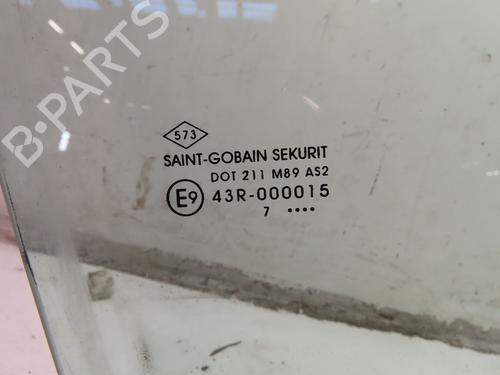 B-PARTS
573
SAINT-GOBAIN SEKURIT
DOT 211 M89 AS2
E9 43R-000015
7 ....